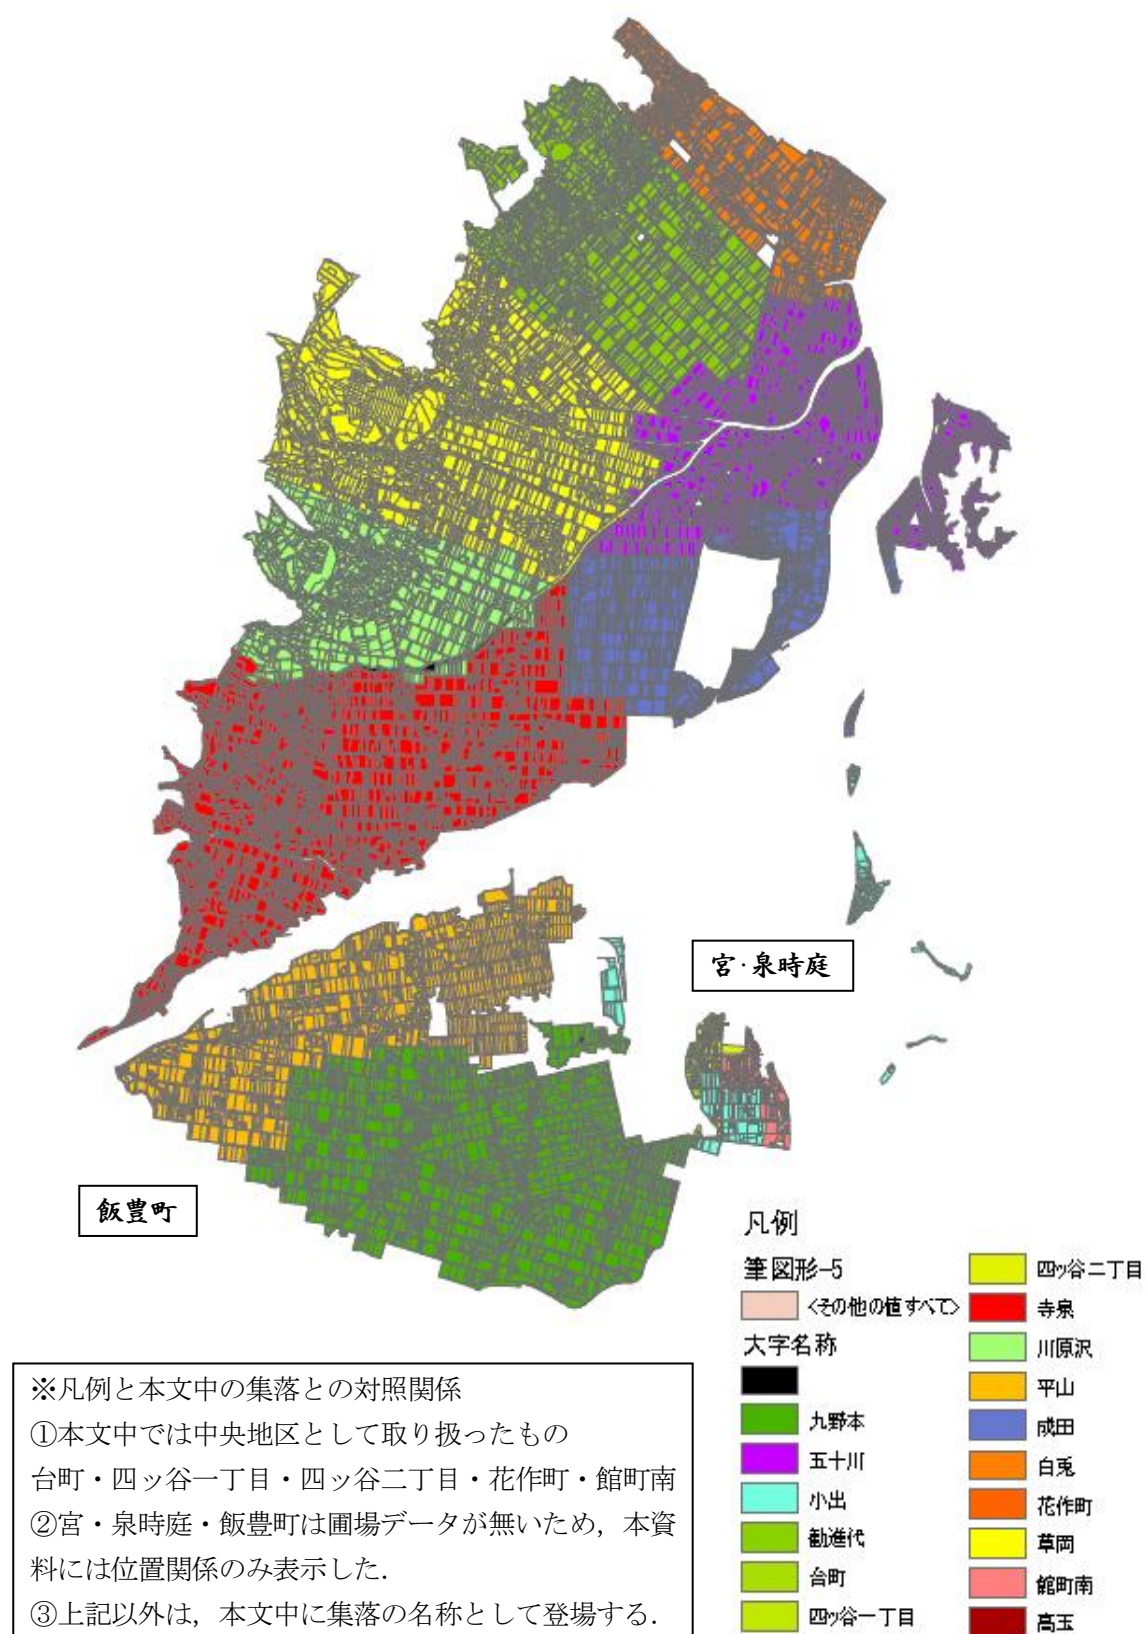 宮・泉時庭
飯豊町
凡例
筆図形-5
<その他の値すべて>
大字名称
九野本
五十川
小出
勧進代
台町
四ッ谷一丁目
四ッ谷二丁目
寺泉
川原沢
平山
成田
白兎
花作町
草岡
館町南
高玉
※凡例と本文中の集落との対照関係
①本文中では中央地区として取り扱ったもの
台町・四ッ谷一丁目・四ッ谷二丁目・花作町・館町南
②宮・泉時庭・飯豊町は圃場データが無いため，本資
料には位置関係のみ表示した．
③上記以外は，本文中に集落の名称として登場する．